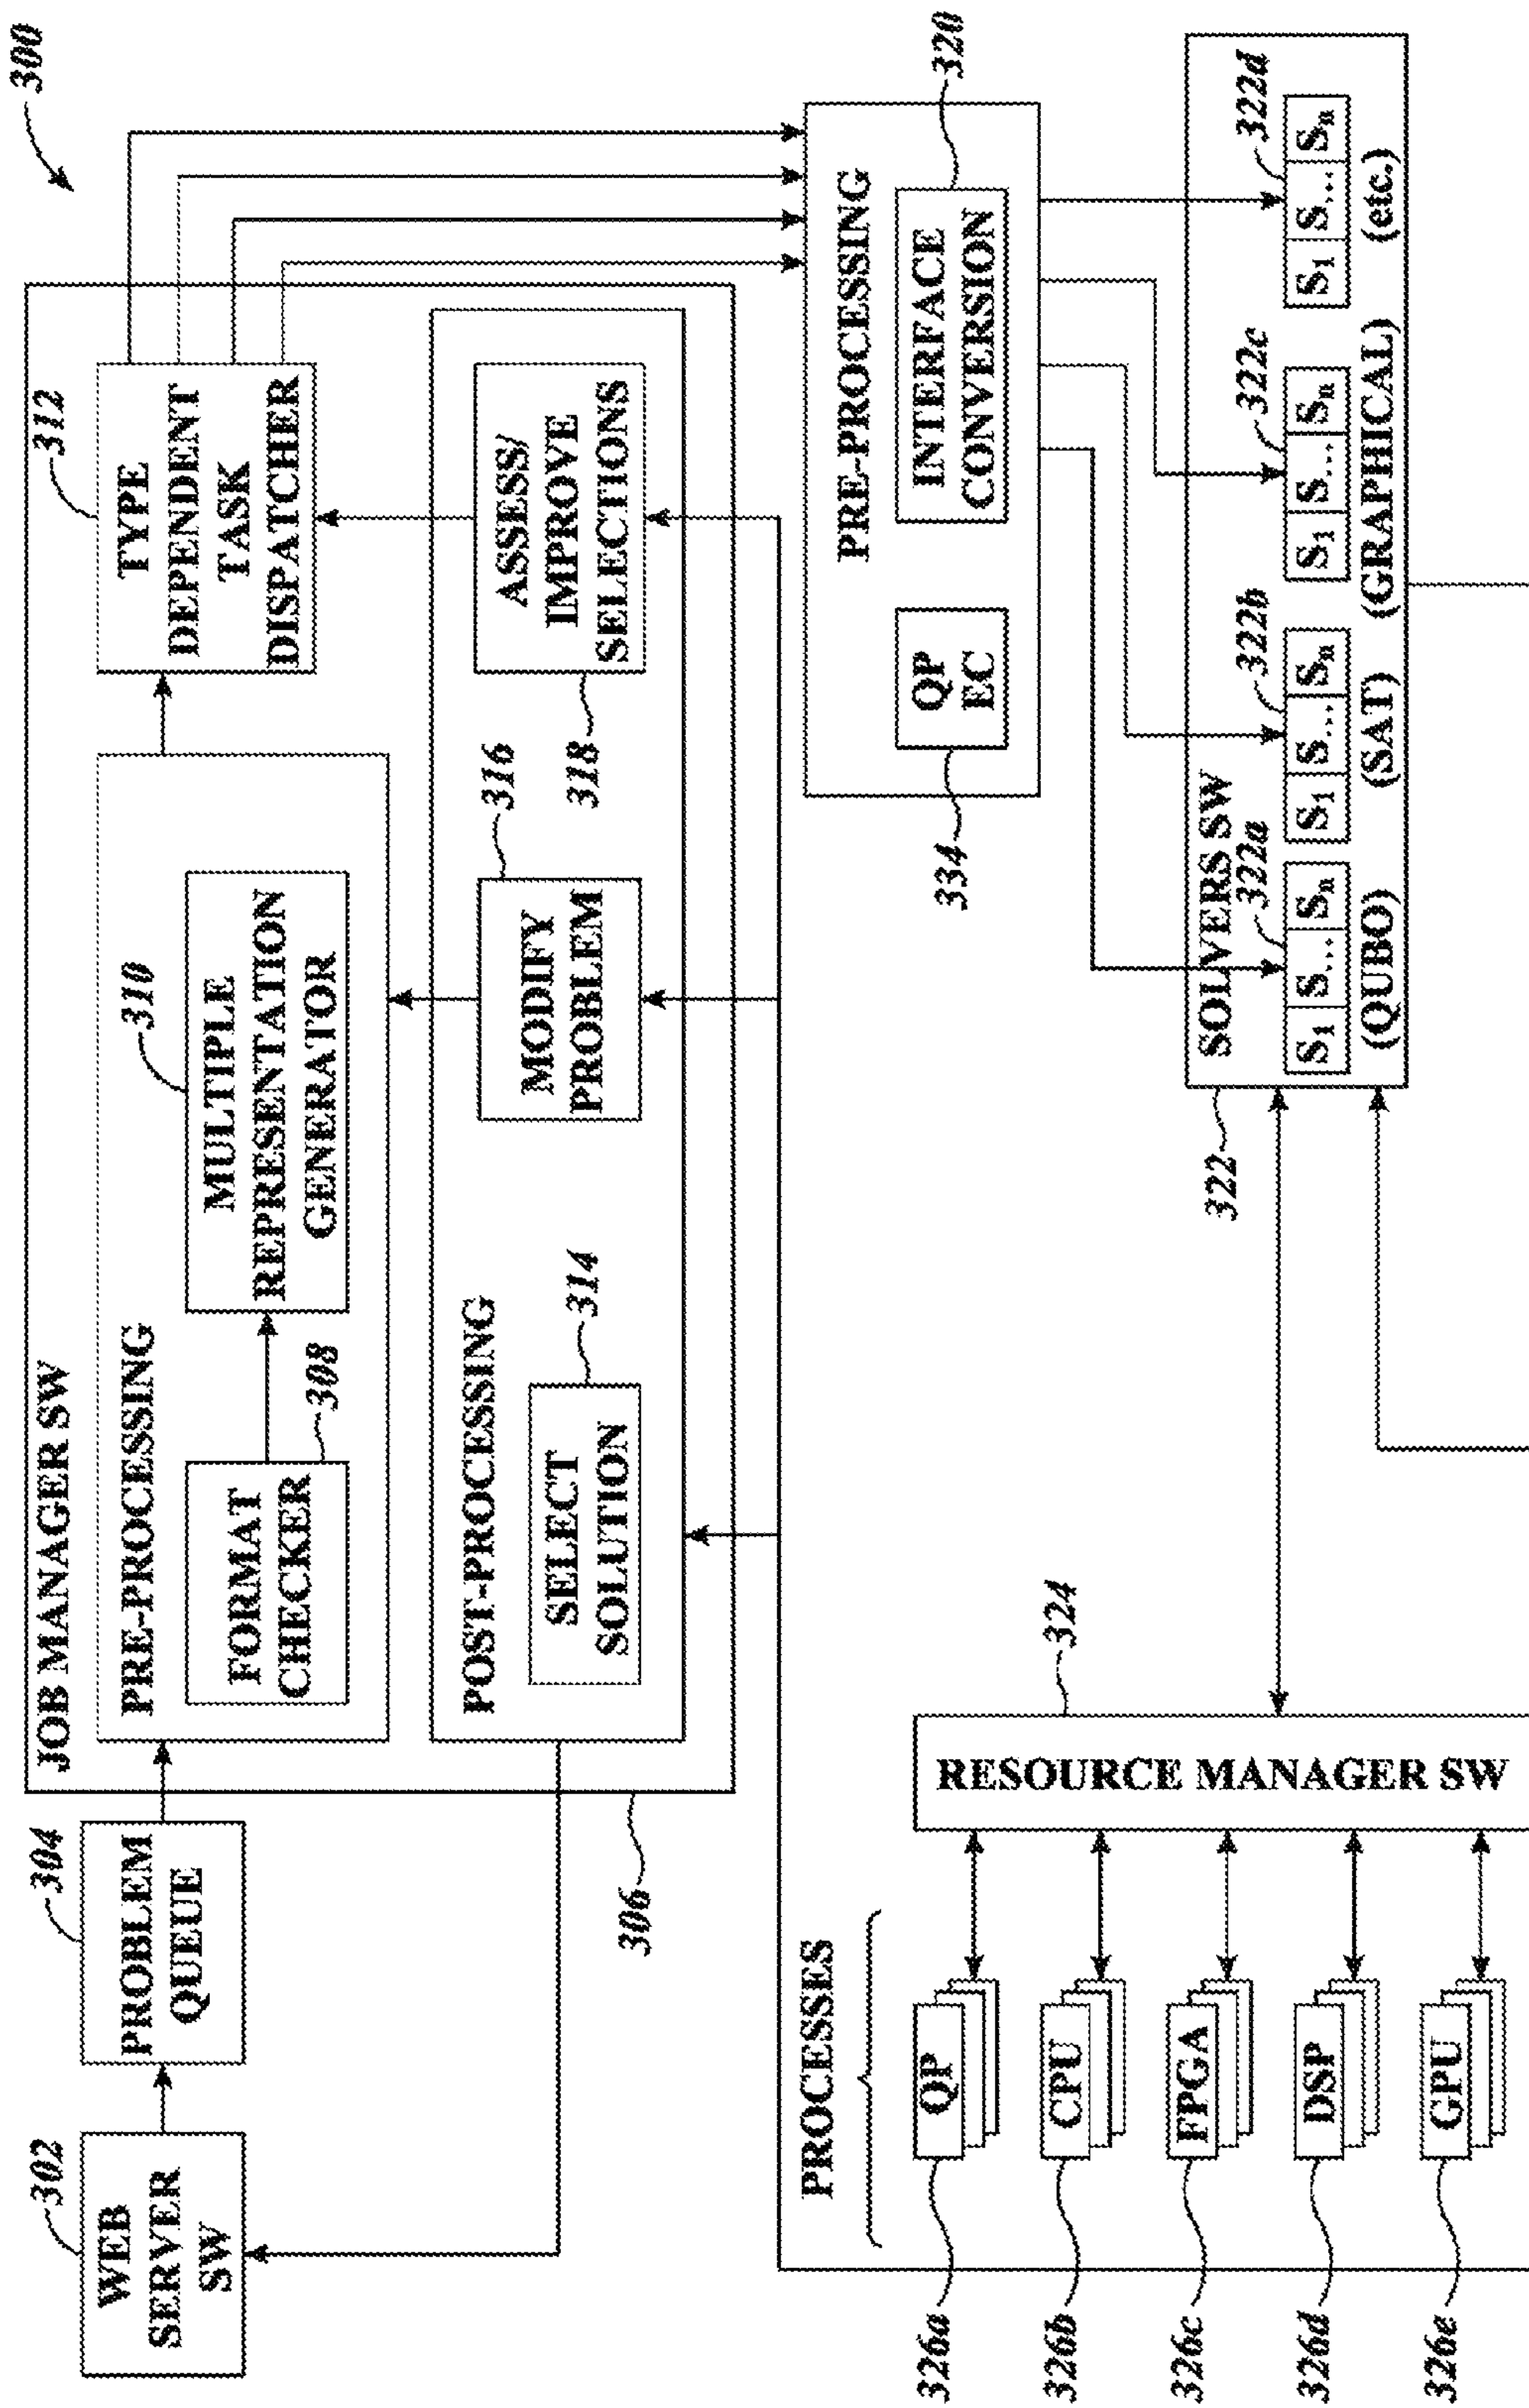 300
302
WEB
SERVER
SW
304
PROBLEM
QUEUE
JOB MANAGER SW
306
PRE-PROCESSING
FORMAT
CHECKER
308
310
MULTIPLE
REPRESENTATION
GENERATOR
312
TYPE
DEPENDENT
TASK
DISPATCHER
POST-PROCESSING
314
SELECT
SOLUTION
316
MODIFY
PROBLEM
318
ASSESS/
IMPROVE
SELECTIONS
PRE-PROCESSING
334
QP
EC
320
INTERFACE
CONVERSION
PROCESSES
326a
QP
326b
CPU
326c
FPGA
326d
DSP
326e
GPU
324
RESOURCE MANAGER SW
322
SOLVERS SW
322a
S1 S... Sn
(QUBO)
322b
S1 S... Sn
(SAT)
322c
S1 S... Sn
(GRAPHICAL)
322d
S1 S... Sn
(etc.)